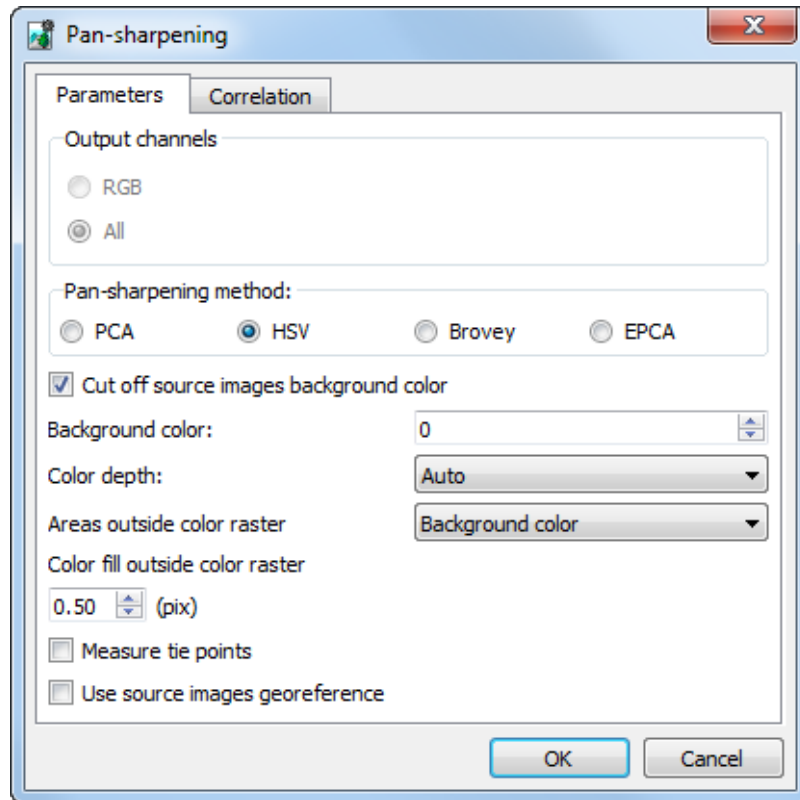 Pan-sharpening
Parameters Correlation
Output channels
RGB
All
Pan-sharpening method:
PCA HSV Brovey EPCA
Cut off source images background color
Background color: 0
Color depth: Auto
Areas outside color raster Background color
Color fill outside color raster
0.50 (pix)
Measure tie points
Use source images georeference
OK Cancel